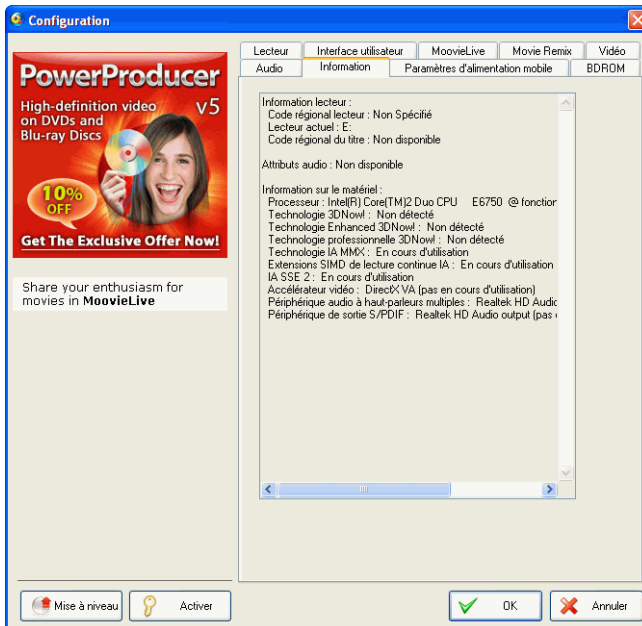 Configuration
PowerProducer
High-definition video
on DVDs and
Blu-ray Discs
v5
10%
OFF
Get The Exclusive Offer Now!
Share your enthusiasm for
movies in MoovieLive
Lecteur
Interface utilisateur
MoovieLive
Movie Remix
Vidéo
Audio
Information
Paramètres d'alimentation mobile
BDROM
Information lecteur :
Code régional lecteur : Non Spécifié
Lecteur actuel : E:
Code régional du titre : Non disponible
Attributs audio : Non disponible
Information sur le matériel :
Processeur : Intel(R) Core(TM)2 Duo CPU E6750 @ fonction
Technologie 3DNow! : Non détecté
Technologie Enhanced 3DNow! : Non détecté
Technologie professionnelle 3DNow! : Non détecté
Technologie IA MMX : En cours d'utilisation
Extensions SIMD de lecture continue IA : En cours d'utilisation
IA SSE 2 : En cours d'utilisation
Accélérateur vidéo : DirectX VA (pas en cours d'utilisation)
Périphérique audio à haut-parleurs multiples : Realtek HD Audio
Périphérique de sortie S/PDIF : Realtek HD Audio output (pas
Mise à niveau
Activer
OK
Annuler